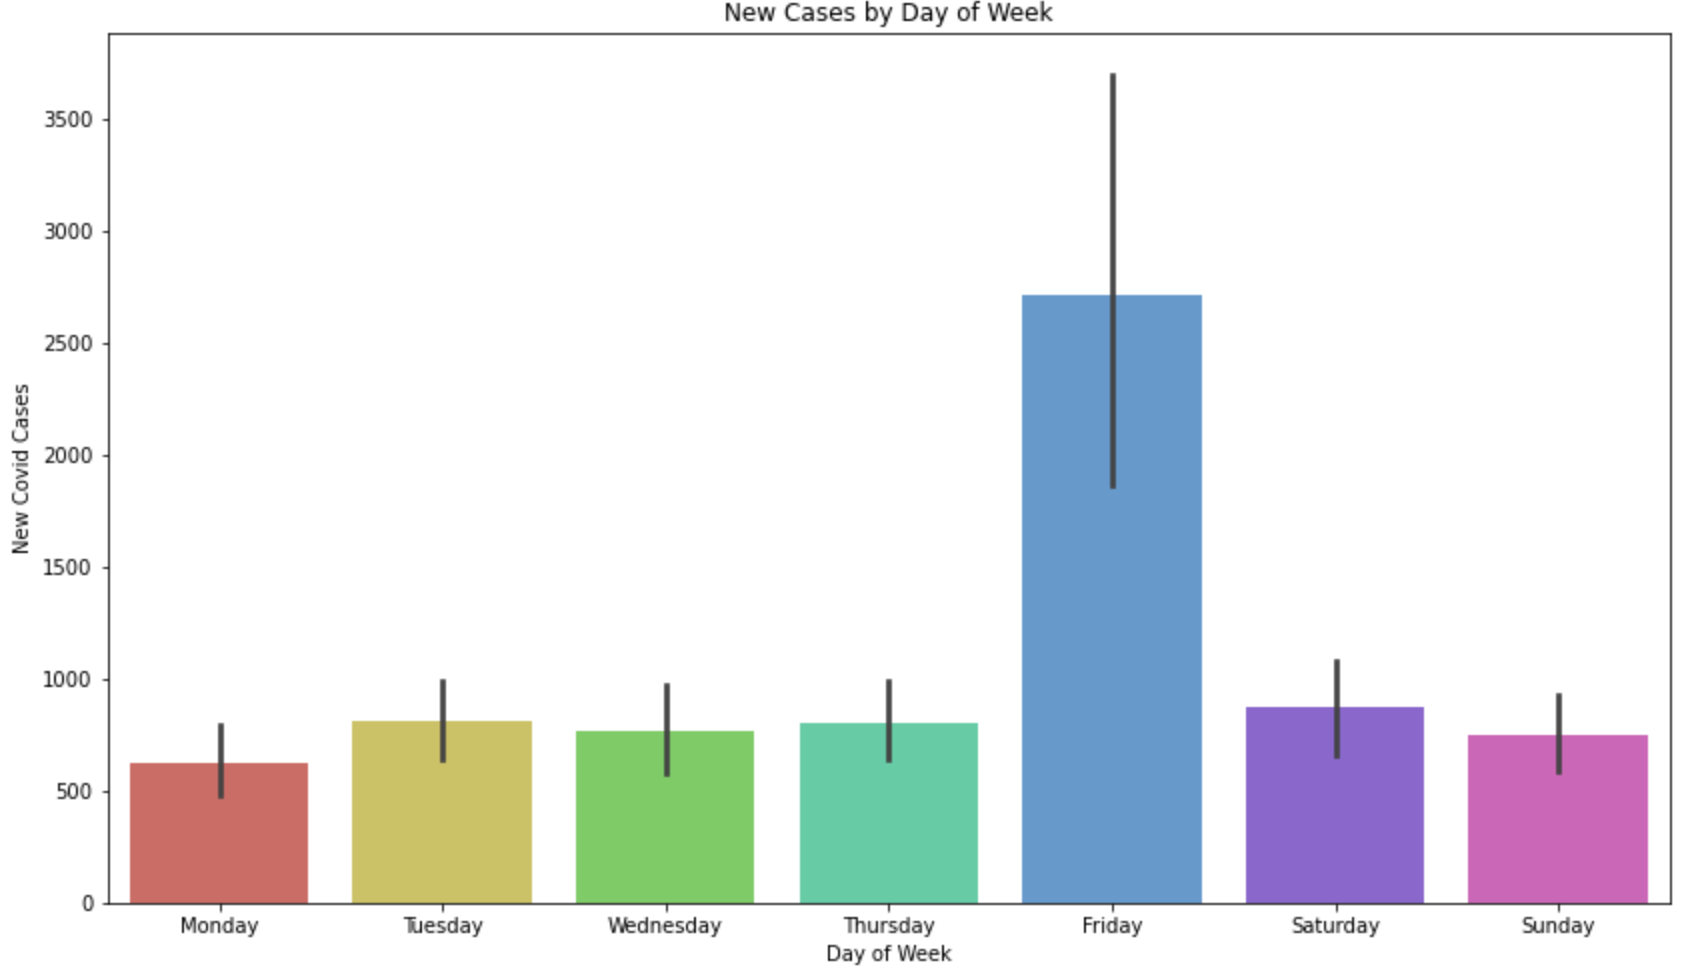 New Cases by Day of Week
New Covid Cases
3500
3000
2500
2000
1500
1000
500
0
Monday Tuesday Wednesday Thursday Friday Saturday Sunday
Day of Week